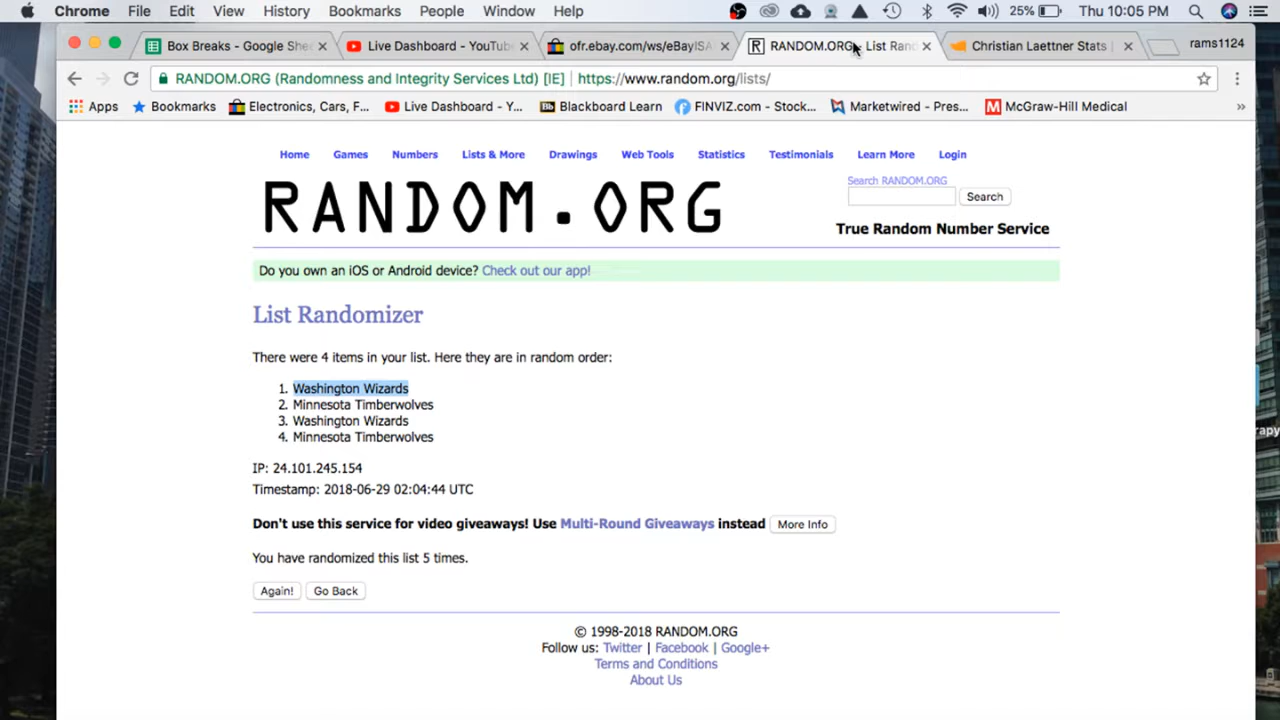 Chrome File Edit View History Bookmarks People Window Help 25% Thu 10:05 PM
Box Breaks - Google She Live Dashboard - YouTub ofr.ebay.com/ws/eBayISA RANDOM.ORG - List Ran Christian Laettner Stats | rams1124
RANDOM.ORG (Randomness and Integrity Services Ltd) [IE] https://www.random.org/lists/
Apps Bookmarks Electronics, Cars, F... Live Dashboard - Y... Bb Blackboard Learn FINVIZ.com - Stock... Marketwired - Pres... McGraw-Hill Medical »
Home Games Numbers Lists & More Drawings Web Tools Statistics Testimonials Learn More Login
Search RANDOM.ORG
RANDOM.ORG
Search
True Random Number Service
Do you own an iOS or Android device? Check out our app!
List Randomizer
There were 4 items in your list. Here they are in random order:
1. Washington Wizards
2. Minnesota Timberwolves
3. Washington Wizards
4. Minnesota Timberwolves
IP: 24.101.245.154
Timestamp: 2018-06-29 02:04:44 UTC
Don't use this service for video giveaways! Use Multi-Round Giveaways instead More Info
You have randomized this list 5 times.
Again! Go Back
© 1998-2018 RANDOM.ORG
Follow us: Twitter | Facebook | Google+
Terms and Conditions
About Us
rapy